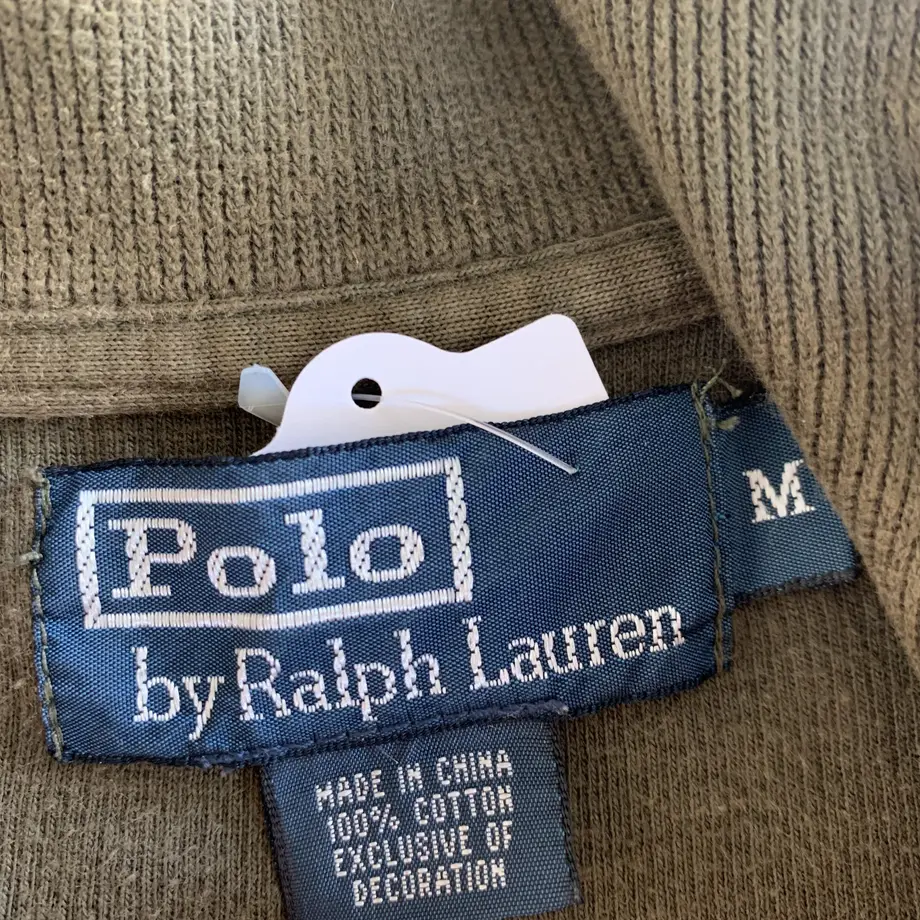 Polo
by Ralph Lauren
M
MADE IN CHINA
100% COTTON
EXCLUSIVE OF
DECORATION